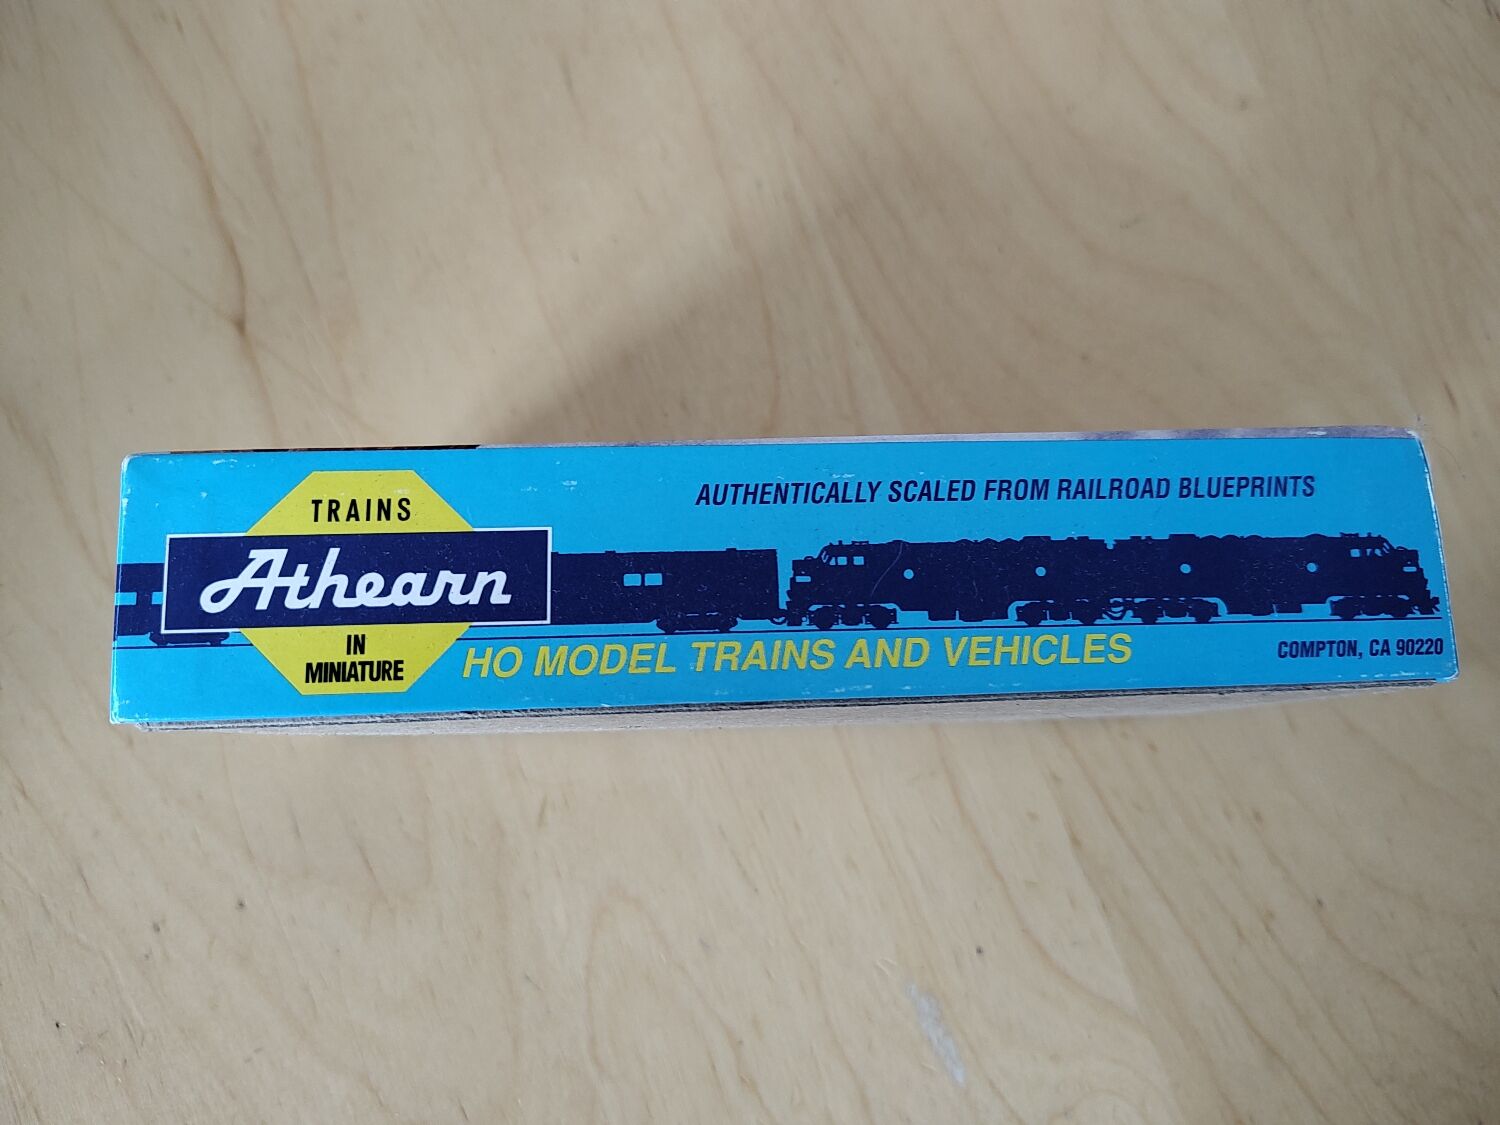 TRAINS
Athearn
IN
MINIATURE
AUTHENTICALLY SCALED FROM RAILROAD BLUEPRINTS
HO MODEL TRAINS AND VEHICLES
COMPTON, CA 90220